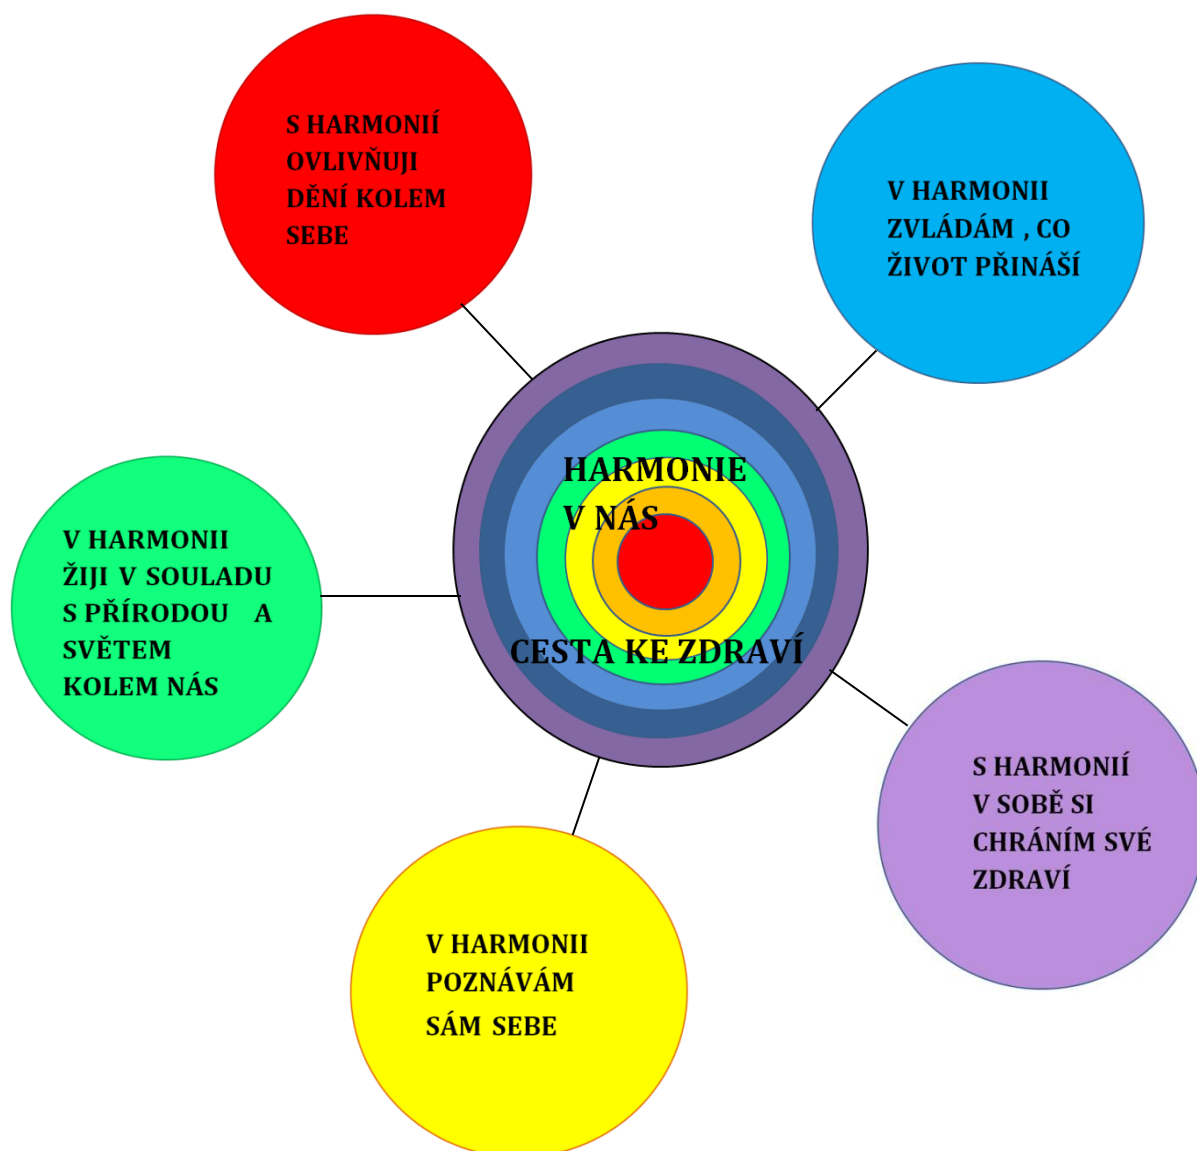 S HARMONIÍ
OVLIVŇUJI
DĚNÍ KOLEM
SEBE
V HARMONII
ZVLÁDÁM , CO
ŽIVOT PŘINÁŠÍ
HARMONIE
V NÁS
CESTA KE ZDRAVÍ
V HARMONII
ŽIJI V SOULADU
S PŘÍRODOU A
SVĚTEM
KOLEM NÁS
S HARMONIÍ
V SOBĚ SI
CHRÁNÍM SVÉ
ZDRAVÍ
V HARMONII
POZNÁVÁM
SÁM SEBE